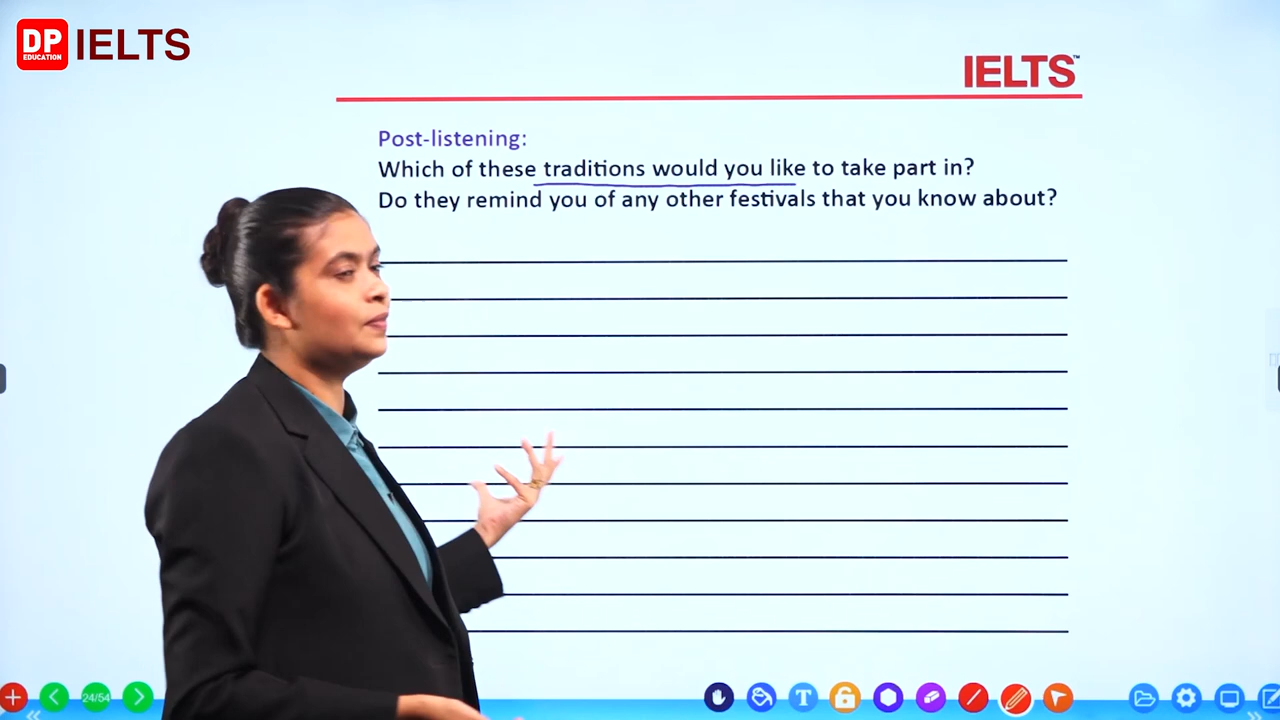 DP
EDUCATION
IELTS
IELTS™
Post-listening:
Which of these traditions would you like to take part in?
Do they remind you of any other festivals that you know about?
24/54
T